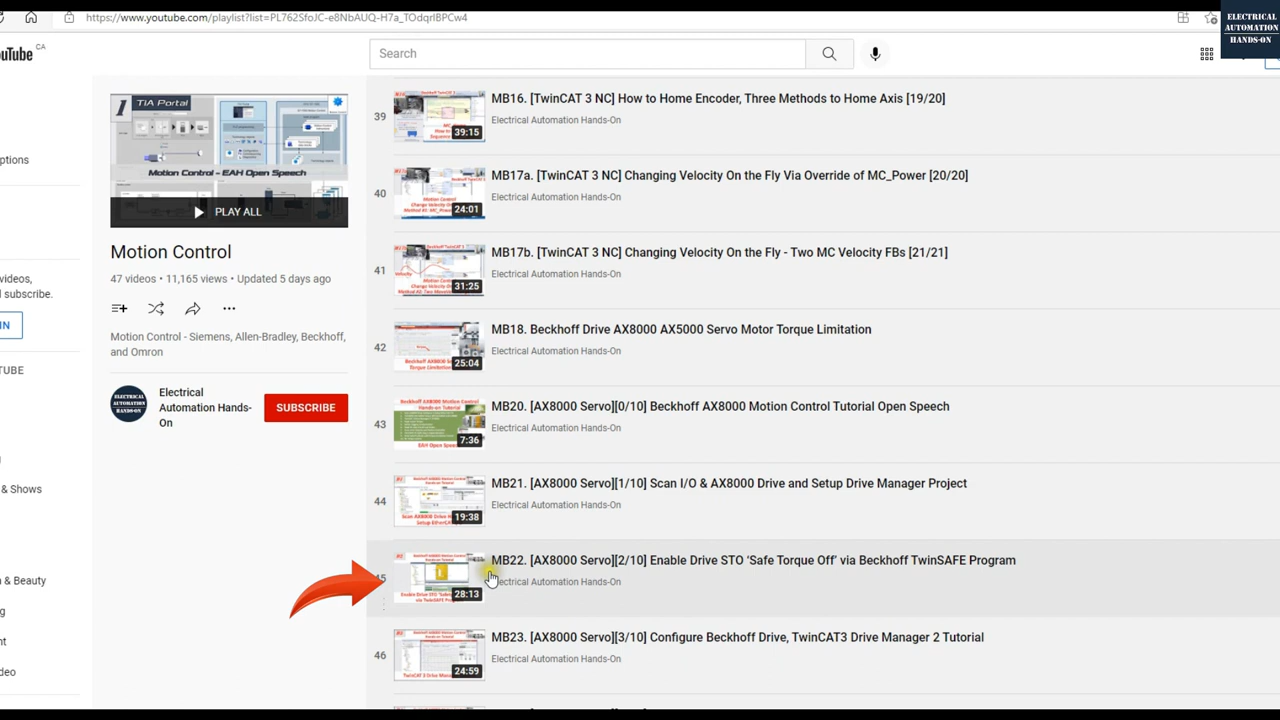 https://www.youtube.com/playlist?list=PL762SfoJC-e8NbAUQ-H7a_TOdqrIBPCw4
ELECTRICAL
AUTOMATION
HANDS-ON
CA
Search
ptions
videos,
d subscribe.
IN
TUBE
& Shows
n & Beauty
TIA Portal
Motion Control - EAH Open Speech
PLAY ALL
Motion Control
47 videos • 11,165 views • Updated 5 days ago
Motion Control - Siemens, Allen-Bradley, Beckhoff,
and Omron
Electrical
Automation Hands-
On
SUBSCRIBE
39
39:15
MB16. [TwinCAT 3 NC] How to Home Encoder, Three Methods to Home Axis [19/20]
Electrical Automation Hands-On
40
24:01
MB17a. [TwinCAT 3 NC] Changing Velocity On the Fly Via Override of MC_Power [20/20]
Electrical Automation Hands-On
41
31:25
MB17b. [TwinCAT 3 NC] Changing Velocity On the Fly - Two MC Velocity FBs [21/21]
Electrical Automation Hands-On
42
25:04
MB18. Beckhoff Drive AX8000 AX5000 Servo Motor Torque Limitation
Electrical Automation Hands-On
43
7:36
MB20. [AX8000 Servo][0/10] Beckhoff AX8000 Motion Control Tutorial Open Speech
Electrical Automation Hands-On
44
19:38
MB21. [AX8000 Servo][1/10] Scan I/O & AX8000 Drive and Setup Drive Manager Project
Electrical Automation Hands-On
28:13
MB22. [AX8000 Servo][2/10] Enable Drive STO ‘Safe Torque Off’ via Beckhoff TwinSAFE Program
Electrical Automation Hands-On
46
24:59
MB23. [AX8000 Servo][3/10] Configure Beckhoff Drive, TwinCAT3 Drive Manager 2 Tutorial
Electrical Automation Hands-On